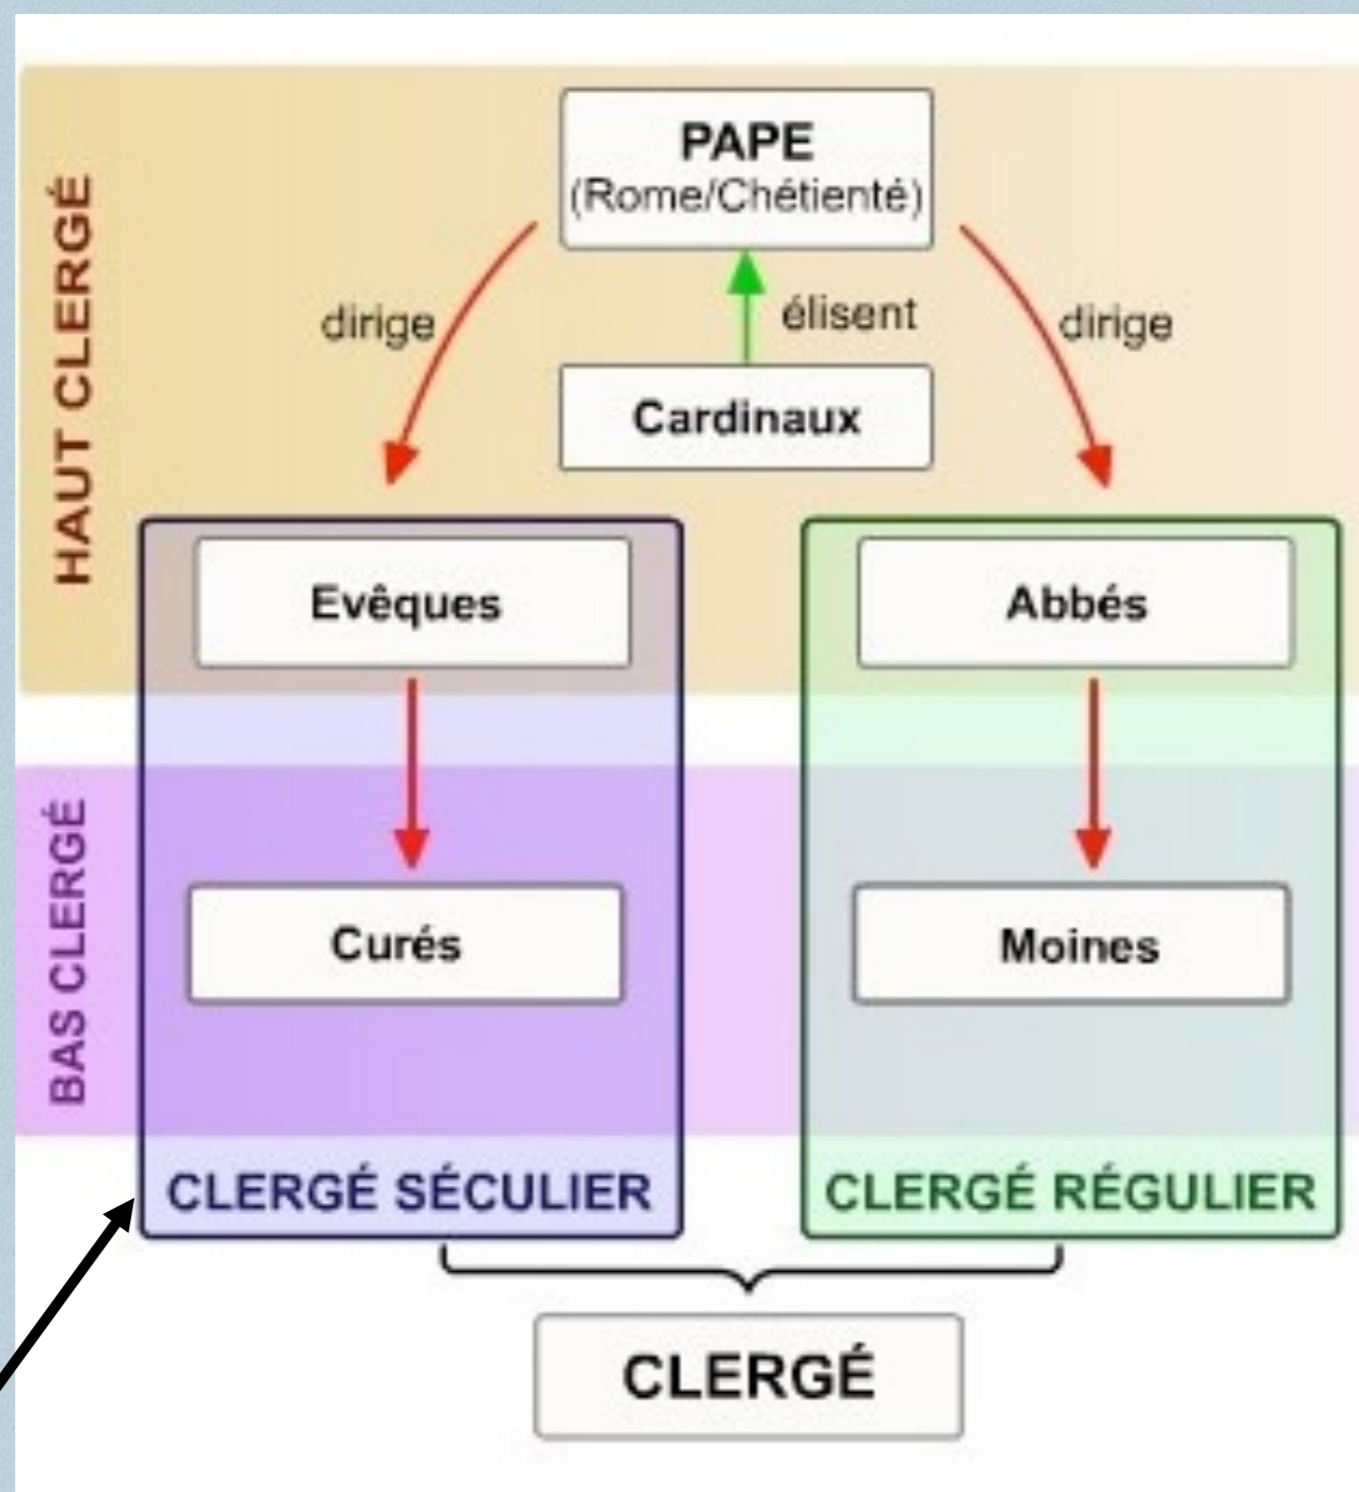 HAUT CLERGÉ
PAPE
(Rome/Chétienté)
dirige
élisent
dirige
Cardinaux
Evêques
Abbés
BAS CLERGÉ
Curés
Moines
CLERGÉ SÉCULIER
CLERGÉ RÉGULIER
CLERGÉ